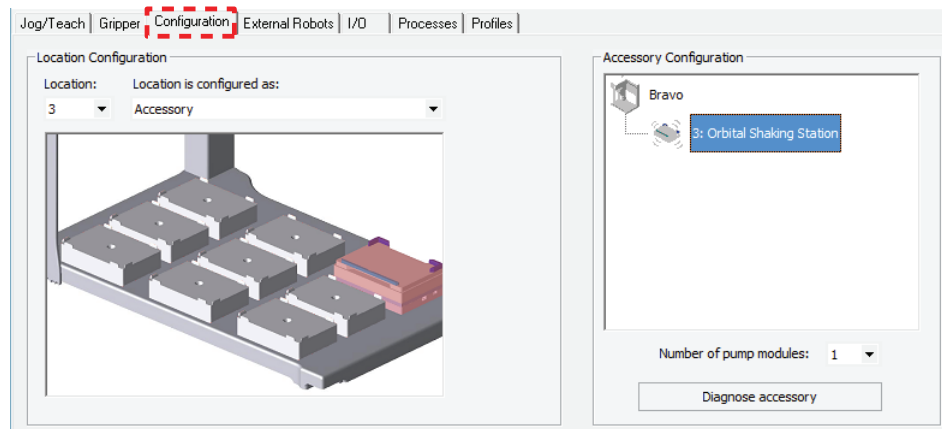 Jog/Teach Gripper Configuration External Robots I/O Processes Profiles
Location Configuration
Location: Location is configured as:
3 Accessory
Accessory Configuration
Bravo
3: Orbital Shaking Station
Number of pump modules: 1
Diagnose accessory